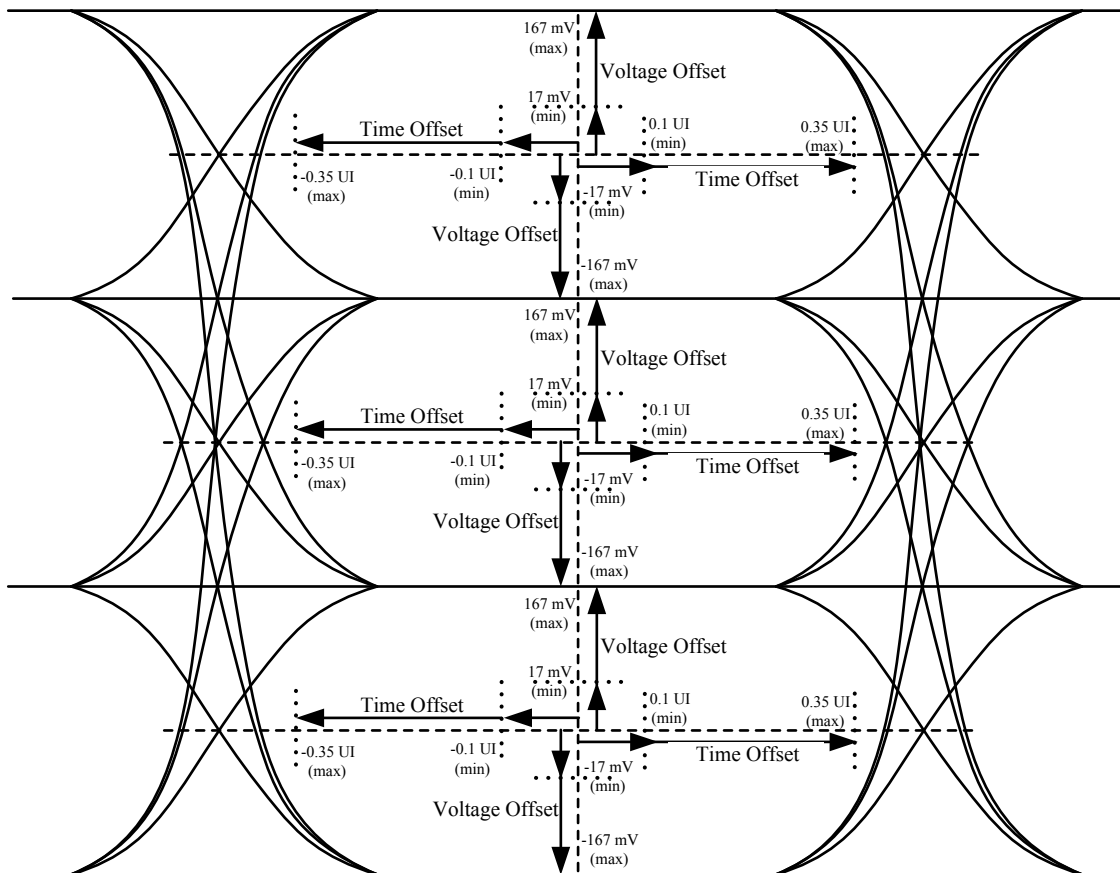 167 mV
(max)
Voltage Offset
17 mV
(min)
0.1 UI
(min)
0.35 UI
(max)
Time Offset
-0.35 UI
(max)
-0.1 UI
(min)
-17 mV
(min)
Time Offset
Voltage Offset
-167 mV
(max)
167 mV
(max)
Voltage Offset
17 mV
(min)
0.1 UI
(min)
0.35 UI
(max)
Time Offset
-0.35 UI
(max)
-0.1 UI
(min)
-17 mV
(min)
Time Offset
Voltage Offset
-167 mV
(max)
167 mV
(max)
Voltage Offset
17 mV
(min)
0.1 UI
(min)
0.35 UI
(max)
Time Offset
-0.35 UI
(max)
-0.1 UI
(min)
-17 mV
(min)
Time Offset
Voltage Offset
-167 mV
(max)